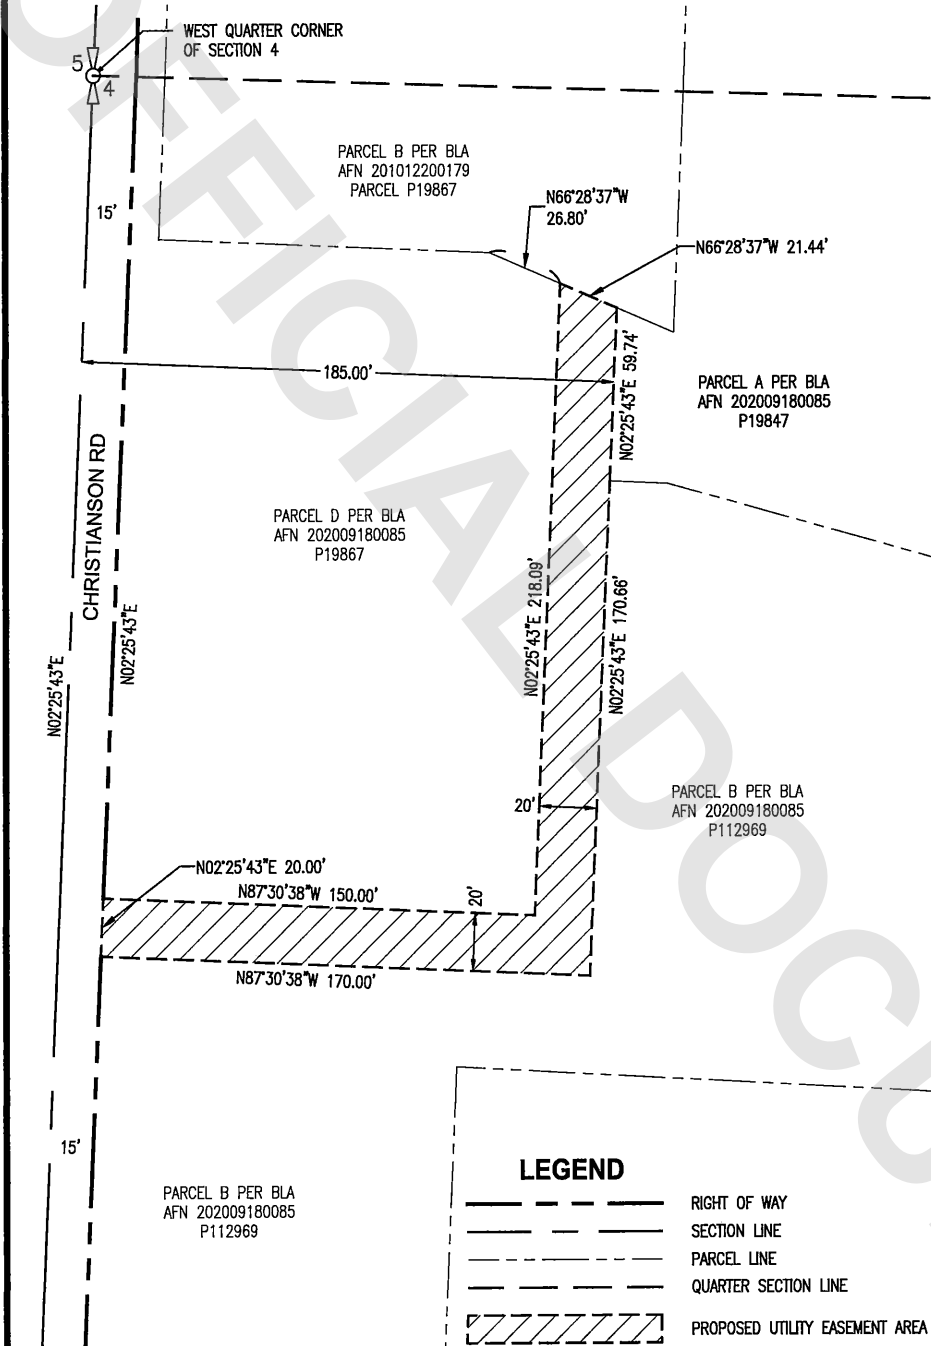 WEST QUARTER CORNER
OF SECTION 4
5
4
PARCEL B PER BLA
AFN 201012200179
PARCEL P19867
15'
N66°28'37"W
26.80'
N66°28'37"W 21.44'
185.00'
N02°25'43"E 59.74'
PARCEL A PER BLA
AFN 202009180085
P19847
CHRISTIANSON RD
PARCEL D PER BLA
AFN 202009180085
P19867
N02°25'43"E 218.09'
N02°25'43"E 170.66'
N02°25'43"E
N02°25'43"E
20'
PARCEL B PER BLA
AFN 202009180085
P112969
N02°25'43"E 20.00'
N87°30'38"W 150.00'
20'
N87°30'38"W 170.00'
15'
PARCEL B PER BLA
AFN 202009180085
P112969
LEGEND
RIGHT OF WAY
SECTION LINE
PARCEL LINE
QUARTER SECTION LINE
PROPOSED UTILITY EASEMENT AREA
OFFICIAL DOCU